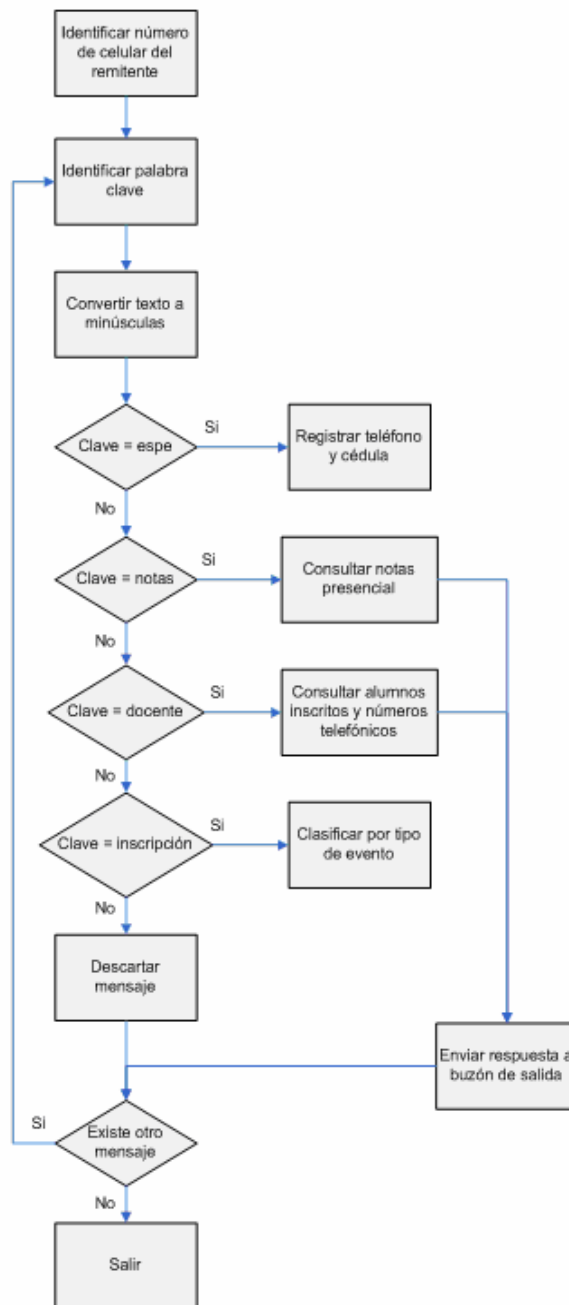 Identificar número
de celular del
remitente
Identificar palabra
clave
Convertir texto a
minúsculas
Clave = espe
Si
Registrar teléfono
y cédula
No
Clave = notas
Si
Consultar notas
presencial
No
Clave = docente
Si
Consultar alumnos
inscritos y números
telefónicos
No
Clave = inscripción
Si
Clasificar por tipo
de evento
No
Descartar
mensaje
Enviar respuesta a
buzón de salida
Si
Existe otro
mensaje
No
Salir